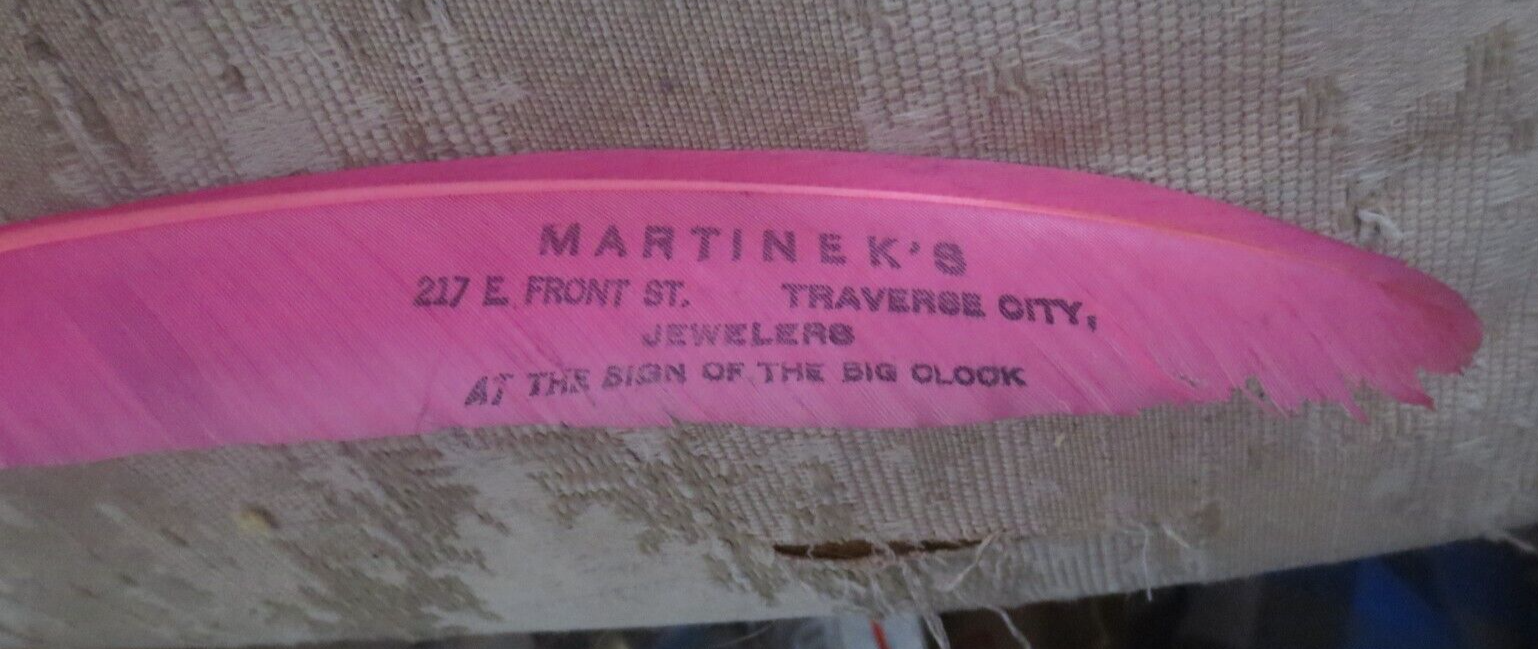 MARTINEK'S
217 E. FRONT ST. TRAVERSE CITY,
JEWELERS
AT THE SIGN OF THE BIG CLOCK